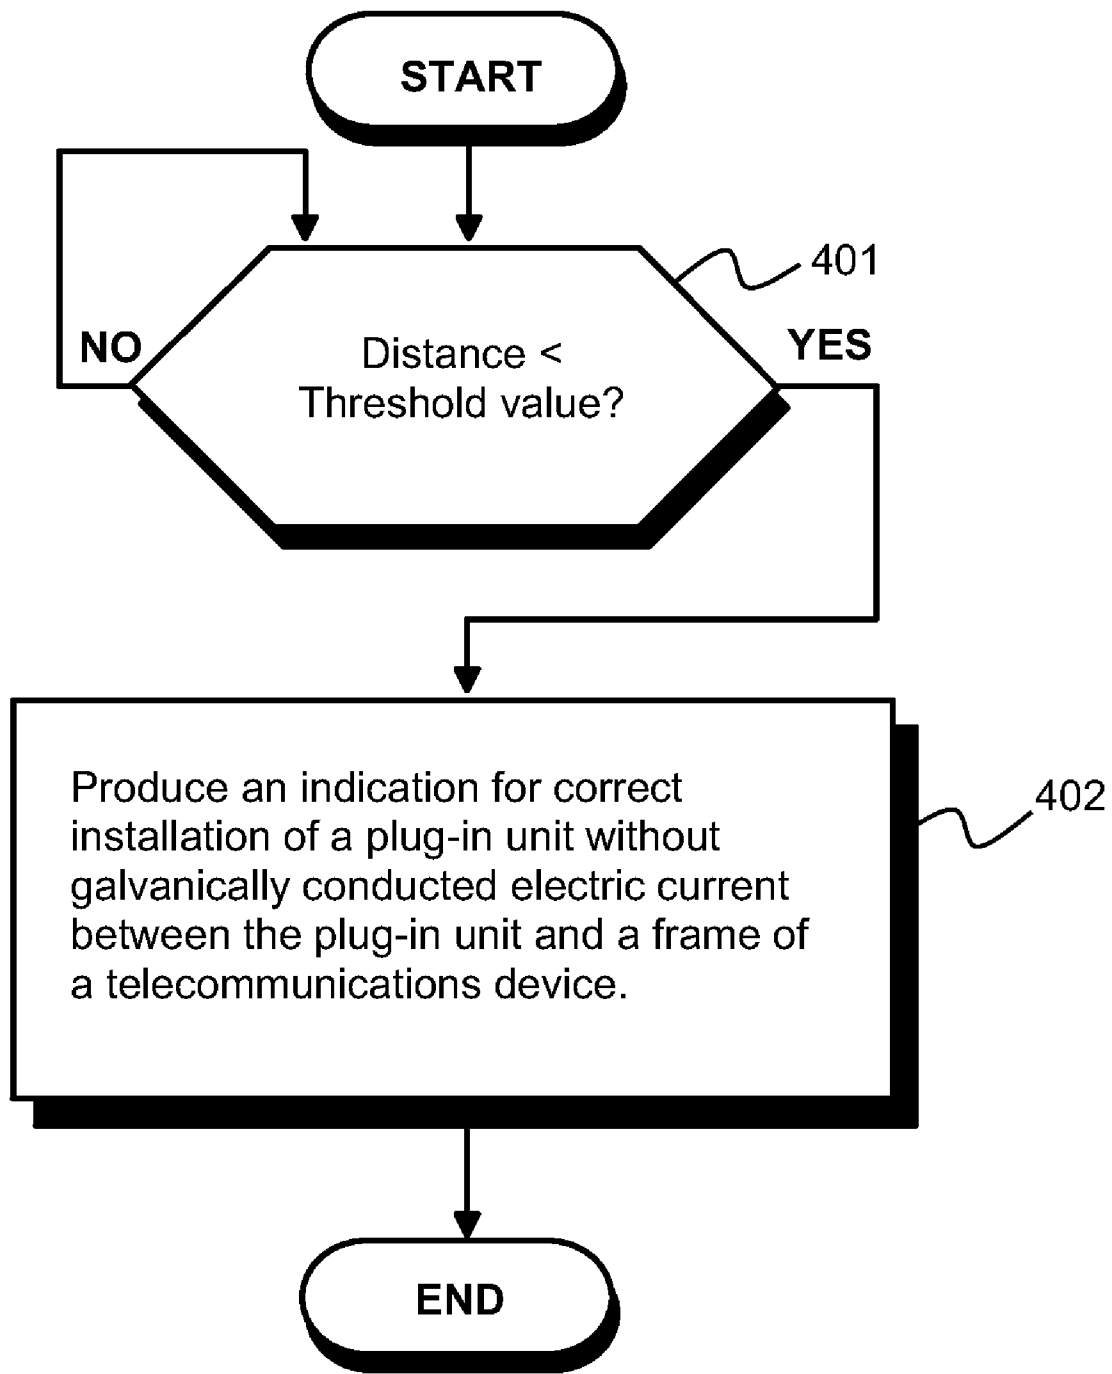 START
401
NO
YES
Distance <
Threshold value?
Produce an indication for correct
installation of a plug-in unit without
galvanically conducted electric current
between the plug-in unit and a frame of
a telecommunications device.
402
END